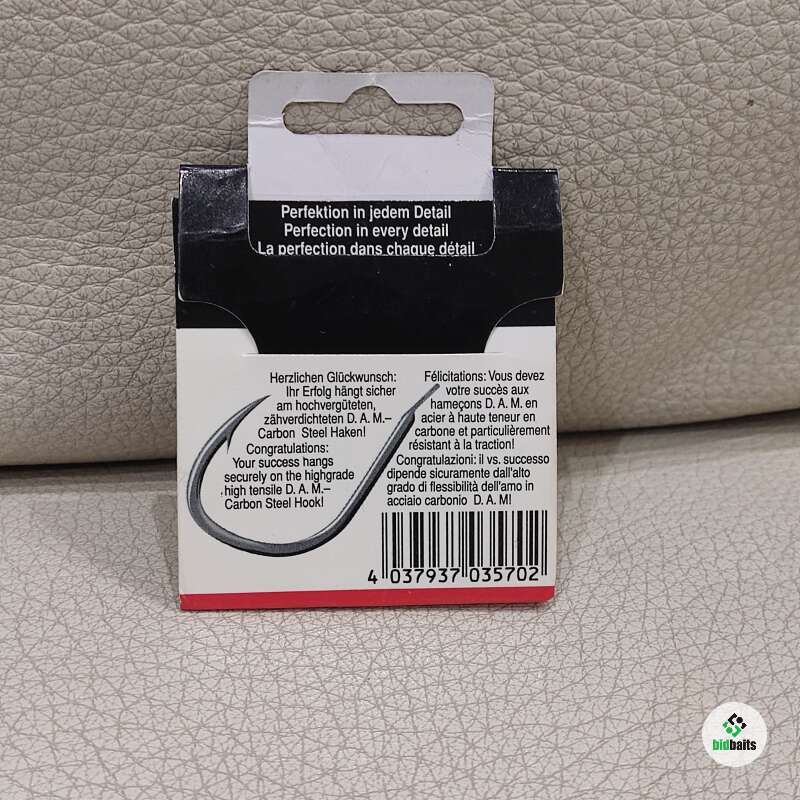 Perfektion in jedem Detail
Perfection in every detail
La perfection dans chaque détail
Herzlichen Glückwunsch:
Ihr Erfolg hängt sicher
am hochvergüteten,
zähverdichteten D. A. M.–
Carbon Steel Haken!
Congratulations:
Your success hangs
securely on the highgrade
high tensile D. A. M.–
Carbon Steel Hook!
Félicitations: Vous devez
votre succès aux
hameçons D. A. M. en
acier à haute teneur en
carbone et particulièrement
résistant à la traction!
Congratulazioni: il vs. successo
dipende sicuramente dall'alto
grado di flessibilità dell'amo in
acciaio carbonio D. A. M!
4 037937 035702
bidbaits